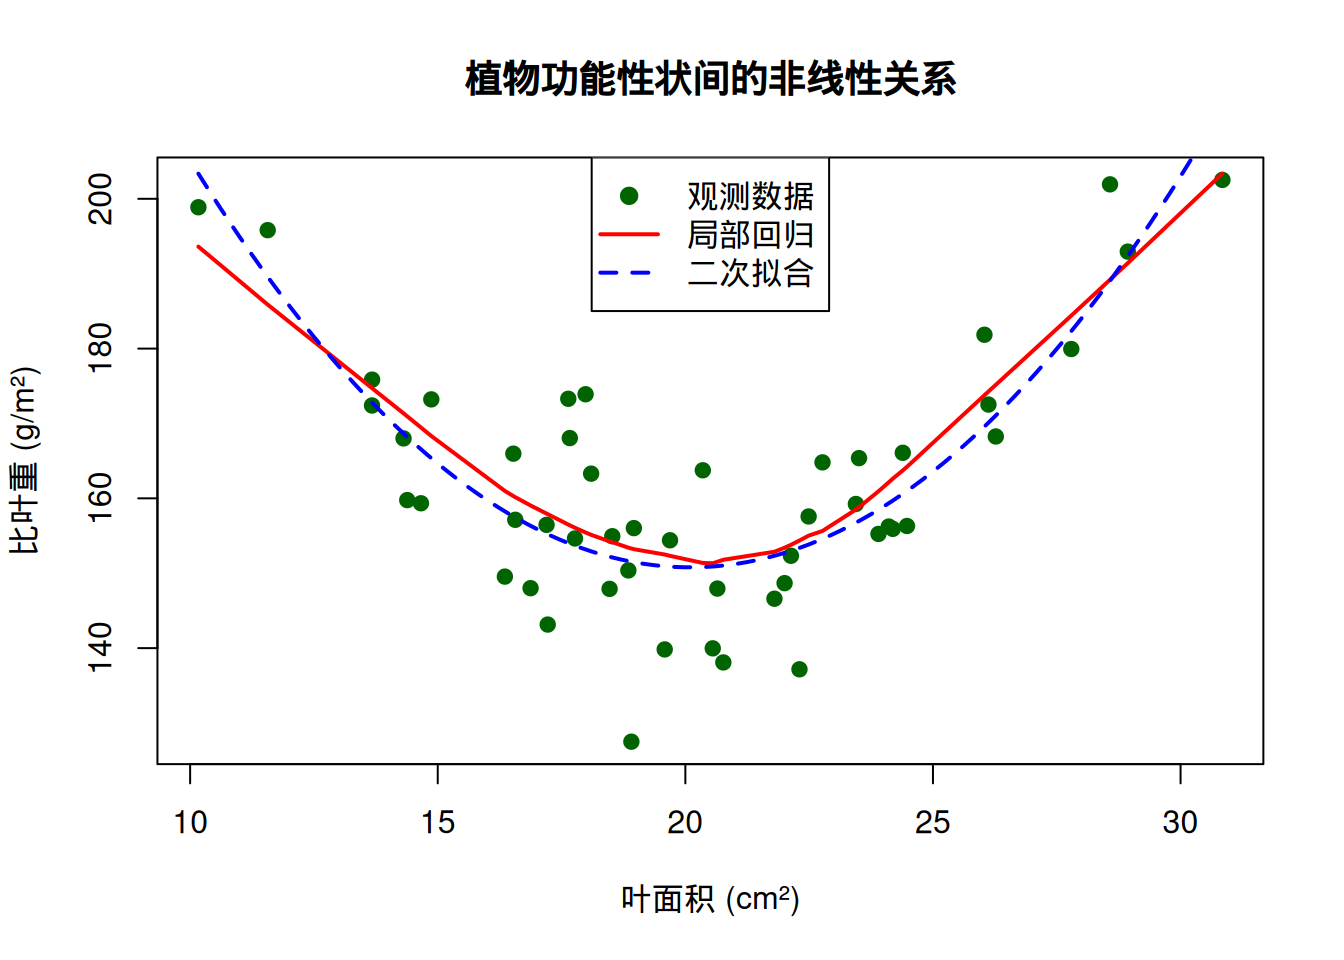 植物功能性状间的非线性关系
观测数据
局部回归
二次拟合
比叶重 (g/m²)
200
180
160
140
10 15 20 25 30
叶面积 (cm²)